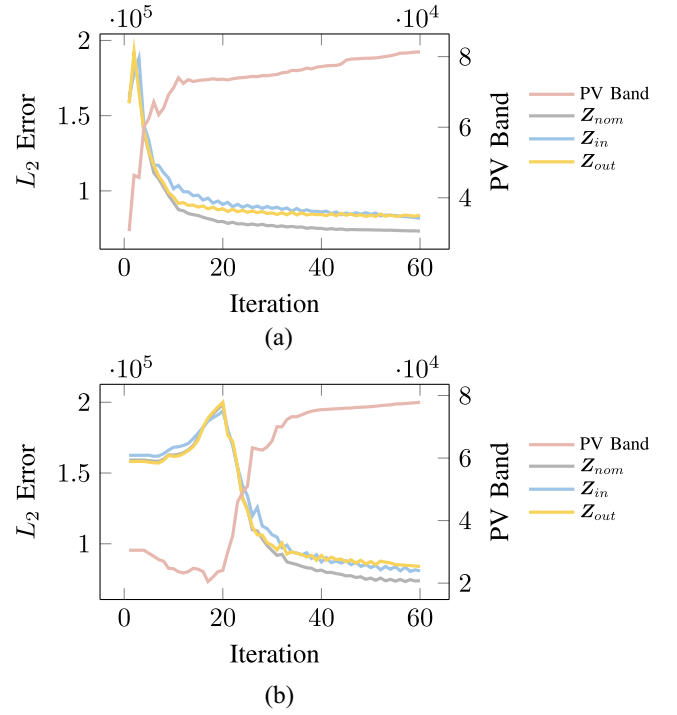 ·10^5 ·10^4
2
1.5
1
L_2 Error
8
6
4
PV Band
0 20 40 60
Iteration
PV Band
Z_nom
Z_in
Z_out
(a)
·10^5 ·10^4
2
1.5
1
L_2 Error
8
6
4
2
PV Band
0 20 40 60
Iteration
PV Band
Z_nom
Z_in
Z_out
(b)